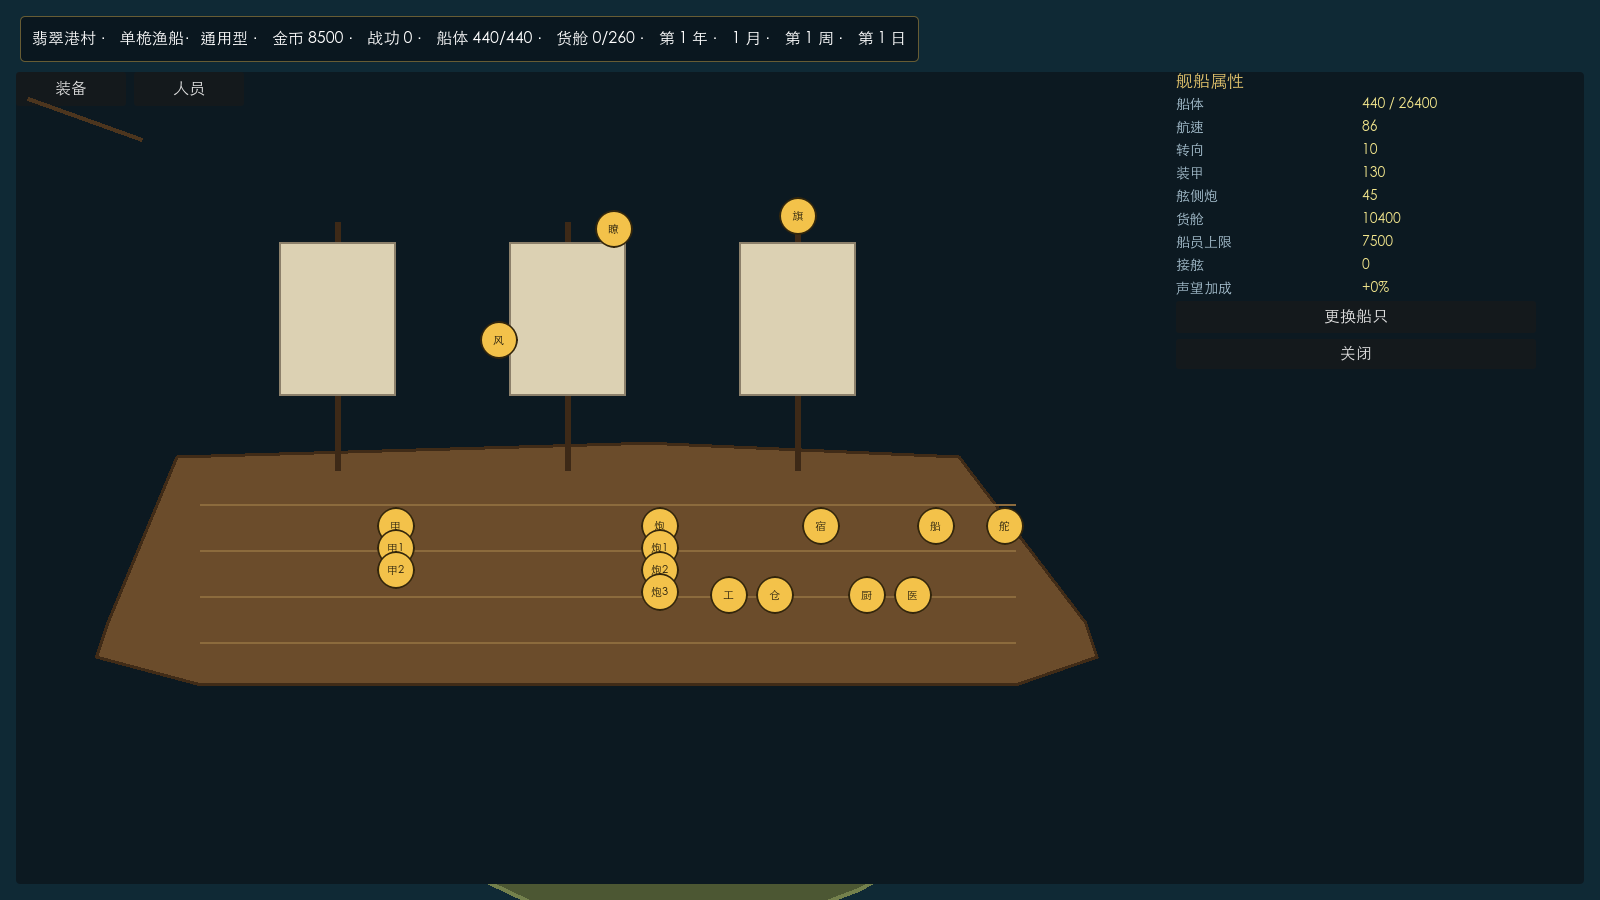 翡翠港村 · 单桅渔船 · 通用型 · 金币 8500 · 战功 0 · 船体 440/440 · 货舱 0/260 · 第 1 年 · 1 月 · 第 1 周 · 第 1 日
装备 人员
舰船属性
船体 440 / 26400
航速 86
转向 10
装甲 130
舷侧炮 45
货舱 10400
船员上限 7500
接舷 0
声望加成 +0%
更换船只
关闭
旗
瞭
风
甲 炮 宿 船 舵
甲1 炮1
甲2 炮2
炮3
工 仓 厨 医